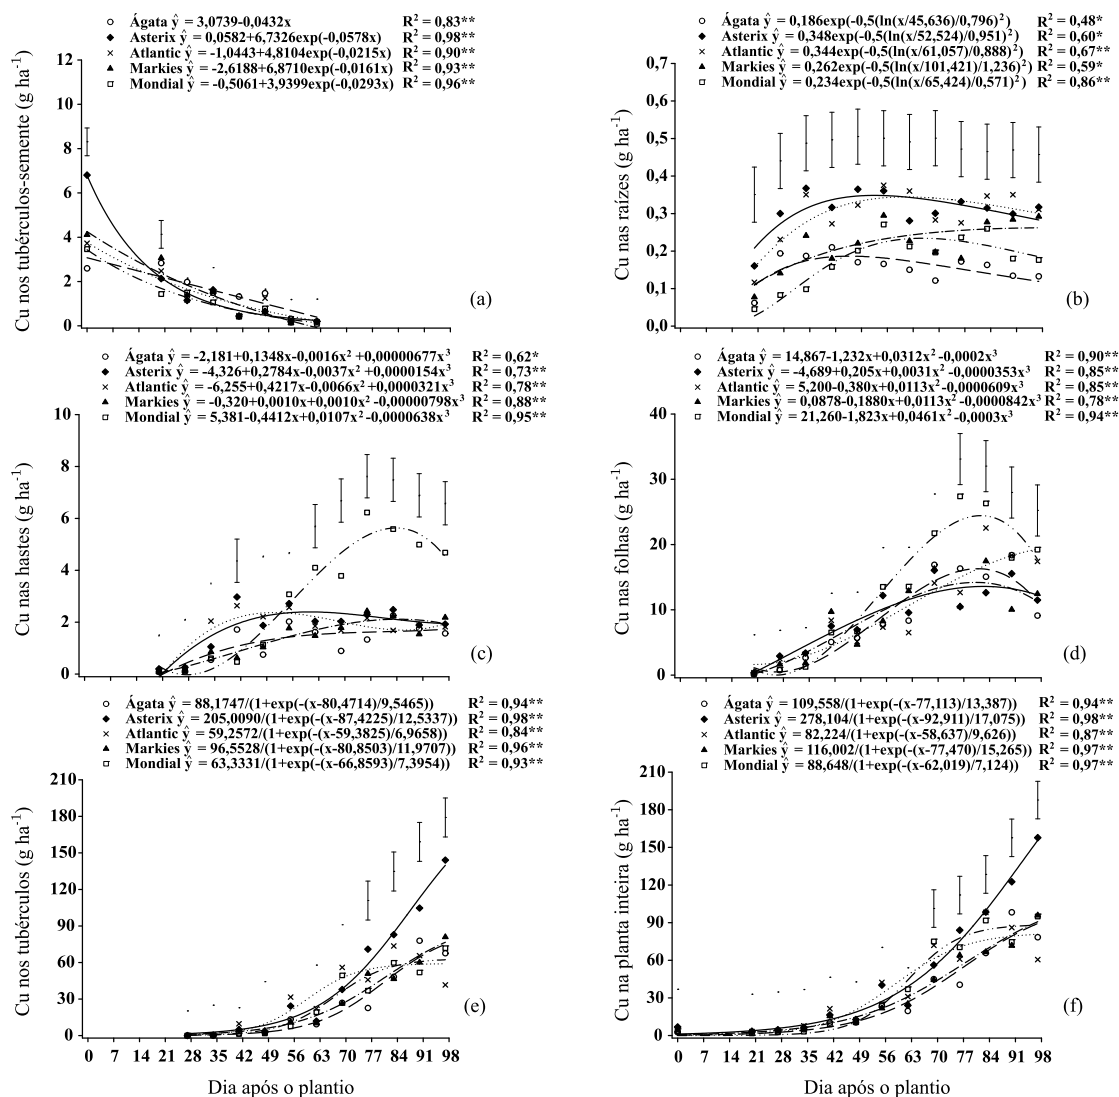 Ágata ŷ = 3,0739-0,0432x R² = 0,83**
Asterix ŷ = 0,0582+6,7326exp(-0,0578x) R² = 0,98**
Atlantic ŷ = -1,0443+4,8104exp(-0,0215x) R² = 0,90**
Markies ŷ = -2,6188+6,8710exp(-0,0161x) R² = 0,93**
Mondial ŷ = -0,5061+3,9399exp(-0,0293x) R² = 0,96**
12
10
8
6
4
2
0
Cu nos tubérculos-semente (g ha⁻¹)
(a)
Ágata ŷ = 0,186exp(-0,5(ln(x/45,636)/0,796)²) R² = 0,48*
Asterix ŷ = 0,348exp(-0,5(ln(x/52,524)/0,951)²) R² = 0,60*
Atlantic ŷ = 0,344exp(-0,5(ln(x/61,057)/0,888)²) R² = 0,67**
Markies ŷ = 0,262exp(-0,5(ln(x/101,421)/1,236)²) R² = 0,59*
Mondial ŷ = 0,234exp(-0,5(ln(x/65,424)/0,571)²) R² = 0,86**
0,7
0,6
0,5
0,4
0,3
0,2
0,1
0,0
Cu nas raízes (g ha⁻¹)
(b)
Ágata ŷ = -2,181+0,1348x-0,0016x² +0,00000677x³ R² = 0,62*
Asterix ŷ = -4,326+0,2784x-0,0037x² +0,0000154x³ R² = 0,73**
Atlantic ŷ = -6,255+0,4217x-0,0066x² +0,0000321x³ R² = 0,78**
Markies ŷ = -0,320+0,0010x+0,0010x² -0,00000798x³ R² = 0,88**
Mondial ŷ = 5,381-0,4412x+0,0107x² -0,0000638x³ R² = 0,95**
10
8
6
4
2
0
Cu nas hastes (g ha⁻¹)
(c)
Ágata ŷ = 14,867-1,232x+0,0312x² -0,0002x³ R² = 0,90**
Asterix ŷ = -4,689+0,205x+0,0031x² -0,0000353x³ R² = 0,85**
Atlantic ŷ = 5,200-0,380x+0,0113x² -0,0000609x³ R² = 0,85**
Markies ŷ = 0,0878-0,1880x+0,0113x² -0,0000842x³ R² = 0,78**
Mondial ŷ = 21,260-1,823x+0,0461x² -0,0003x³ R² = 0,94**
40
30
20
10
0
Cu nas folhas (g ha⁻¹)
(d)
Ágata ŷ = 88,1747/(1+exp(-(x-80,4714)/9,5465)) R² = 0,94**
Asterix ŷ = 205,0090/(1+exp(-(x-87,4225)/12,5337)) R² = 0,98**
Atlantic ŷ = 59,2572/(1+exp(-(x-59,3825)/6,9658)) R² = 0,84**
Markies ŷ = 96,5528/(1+exp(-(x-80,8503)/11,9707)) R² = 0,96**
Mondial ŷ = 63,3331/(1+exp(-(x-66,8593)/7,3954)) R² = 0,93**
210
180
150
120
90
60
30
0
Cu nos tubérculos (g ha⁻¹)
(e)
0 7 14 21 28 35 42 49 56 63 70 77 84 91 98
Dia após o plantio
Ágata ŷ = 109,558/(1+exp(-(x-77,113)/13,387)) R² = 0,94**
Asterix ŷ = 278,104/(1+exp(-(x-92,911)/17,075)) R² = 0,98**
Atlantic ŷ = 82,224/(1+exp(-(x-58,637)/9,626)) R² = 0,87**
Markies ŷ = 116,002/(1+exp(-(x-77,470)/15,265)) R² = 0,97**
Mondial ŷ = 88,648/(1+exp(-(x-62,019)/7,124)) R² = 0,97**
210
180
150
120
90
60
30
0
Cu na planta inteira (g ha⁻¹)
(f)
0 7 14 21 28 35 42 49 56 63 70 77 84 91 98
Dia após o plantio